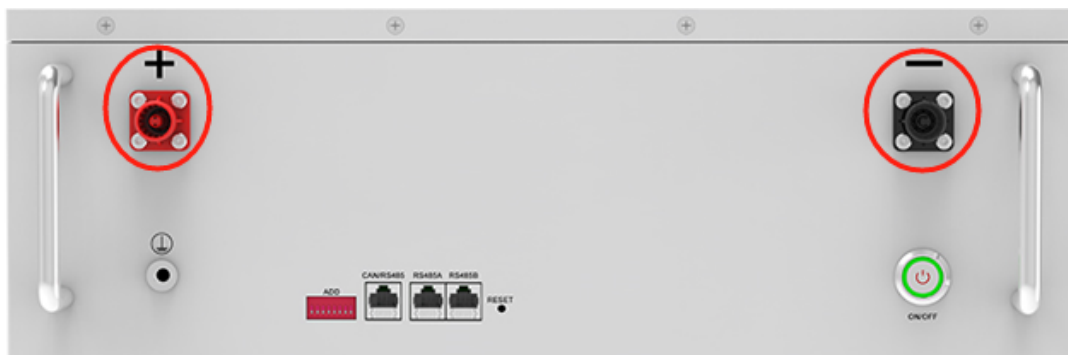 +
−
CAN/RS485 RS485A RS485B
ADD
RESET
ON/OFF